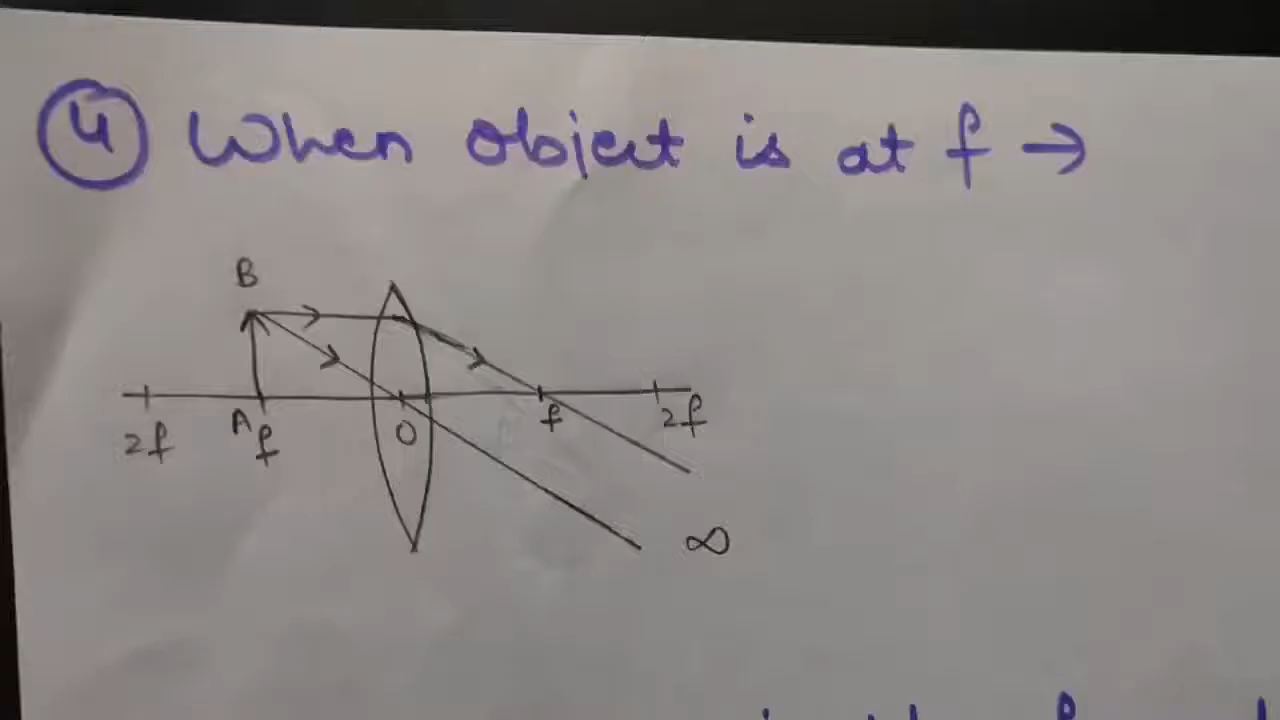 4 When object is at f →
B
2f A f O f 2f
∞